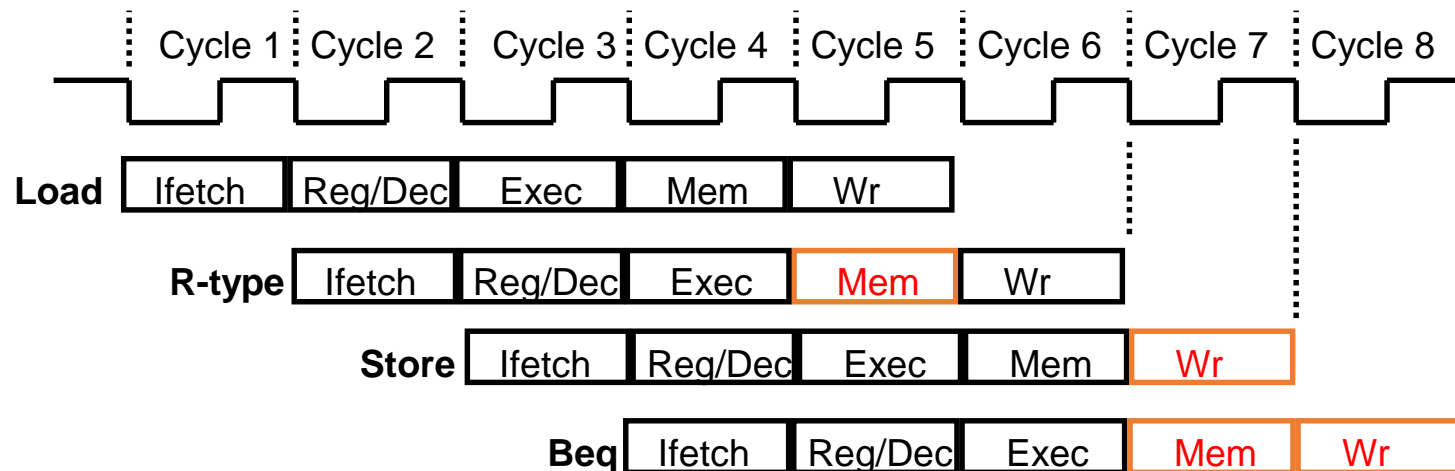 Cycle 1 Cycle 2 Cycle 3 Cycle 4 Cycle 5 Cycle 6 Cycle 7 Cycle 8
Load Ifetch Reg/Dec Exec Mem Wr
R-type Ifetch Reg/Dec Exec Mem Wr
Store Ifetch Reg/Dec Exec Mem Wr
Beq Ifetch Reg/Dec Exec Mem Wr